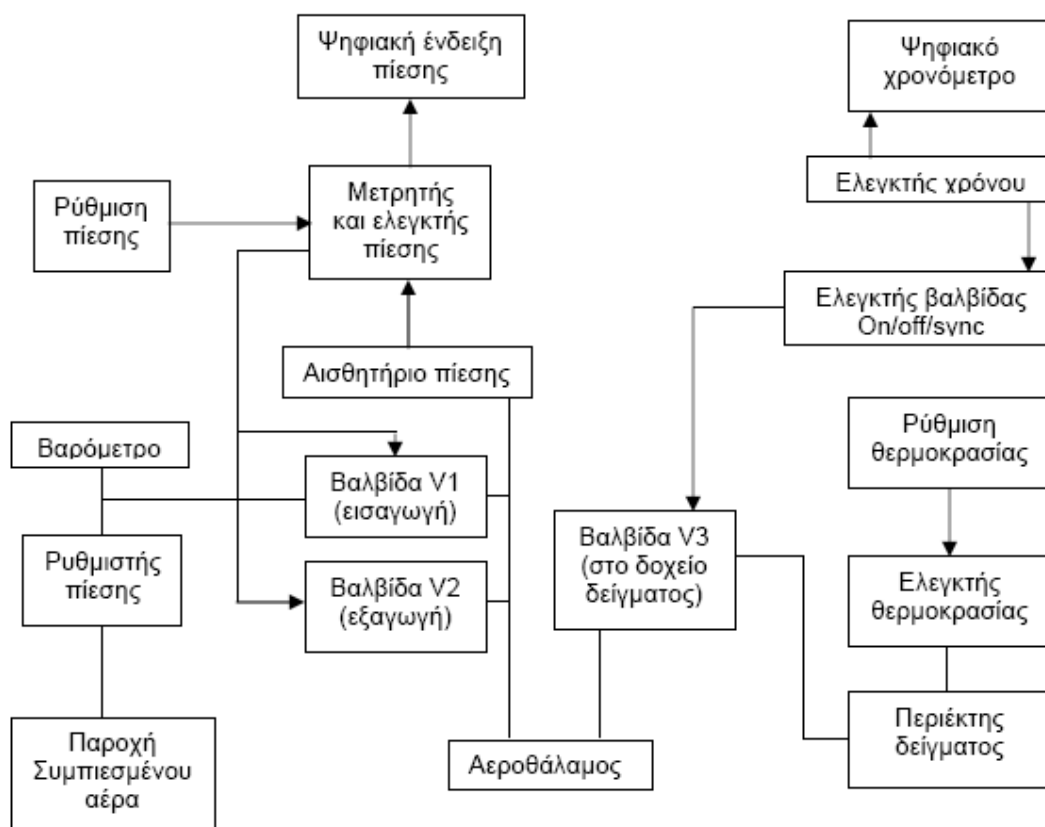 Ψηφιακή ένδειξη
πίεσης
Ψηφιακό
χρονόμετρο
Ρύθμιση
πίεσης
Μετρητής
και ελεγκτής
πίεσης
Ελεγκτής χρόνου
Ελεγκτής βαλβίδας
On/off/sync
Αισθητήριο πίεσης
Βαρόμετρο
Βαλβίδα V1
(εισαγωγή)
Ρύθμιση
θερμοκρασίας
Ρυθμιστής
πίεσης
Βαλβίδα V2
(εξαγωγή)
Βαλβίδα V3
(στο δοχείο
δείγματος)
Ελεγκτής
θερμοκρασίας
Παροχή
Συμπιεσμένου
αέρα
Αεροθάλαμος
Περιέκτης
δείγματος